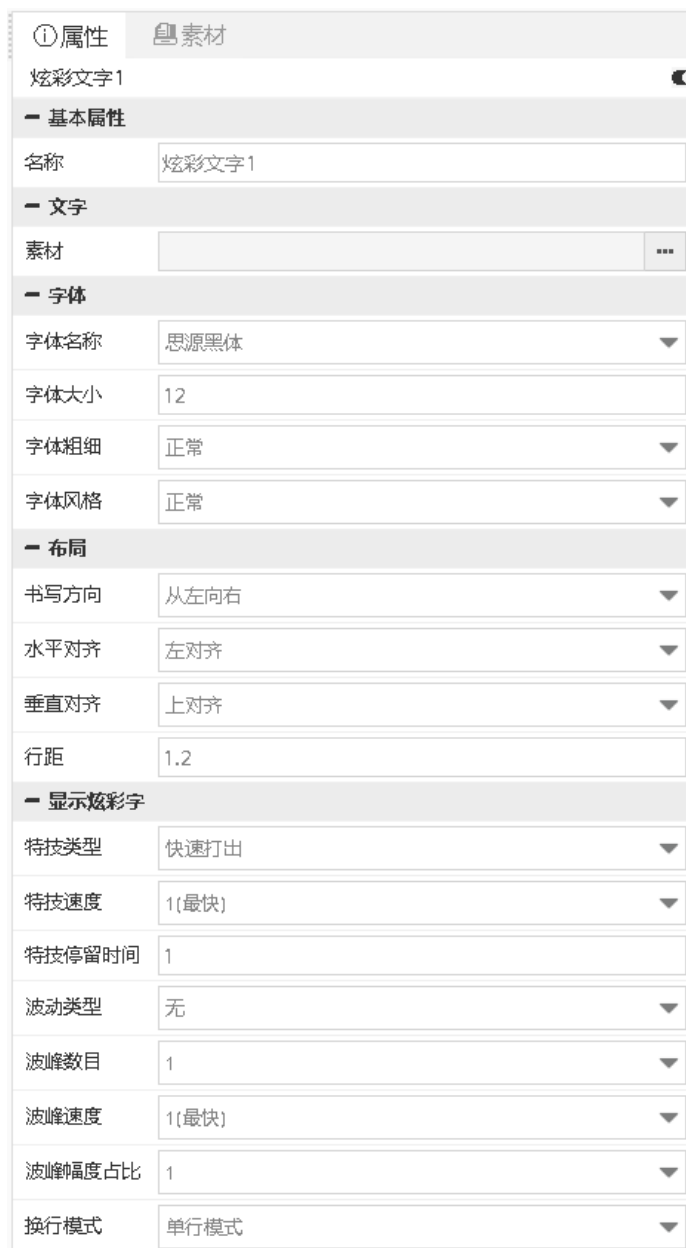 属性 素材
炫彩文字1
基本属性
名称 炫彩文字1
文字
素材
字体
字体名称 思源黑体
字体大小 12
字体粗细 正常
字体风格 正常
布局
书写方向 从左向右
水平对齐 左对齐
垂直对齐 上对齐
行距 1.2
显示炫彩字
特技类型 快速打出
特技速度 1(最快)
特技停留时间 1
波动类型 无
波峰数目 1
波峰速度 1(最快)
波峰幅度占比 1
换行模式 单行模式